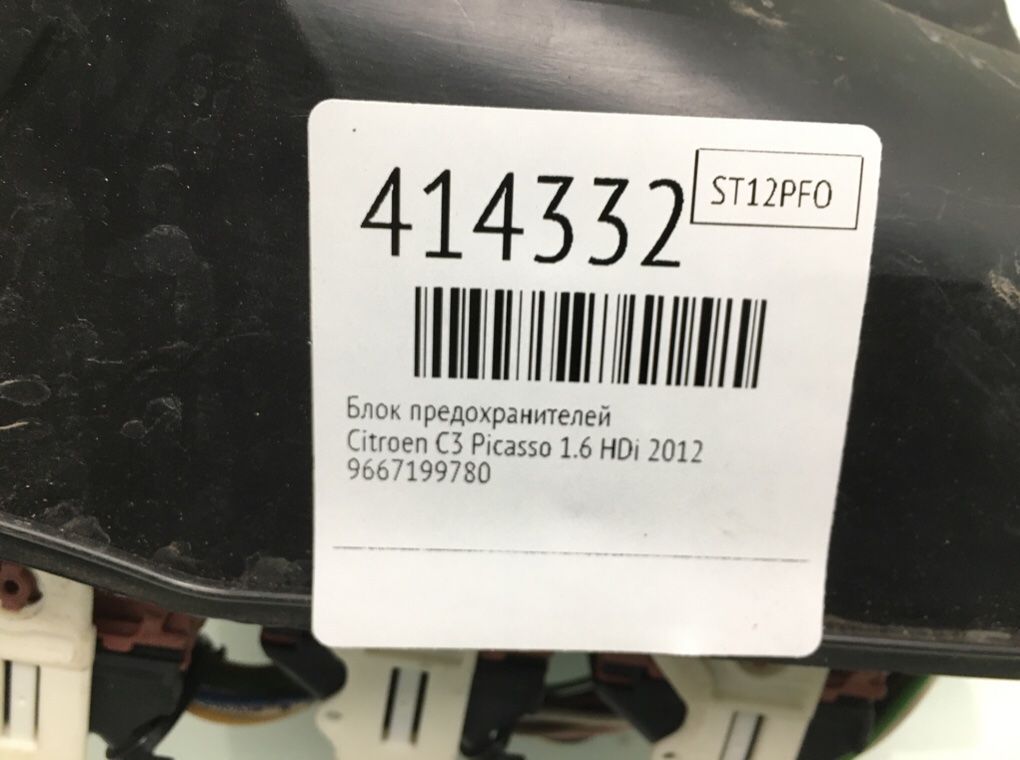 414332
ST12PFO
Блок предохранителей
Citroen C3 Picasso 1.6 HDi 2012
9667199780